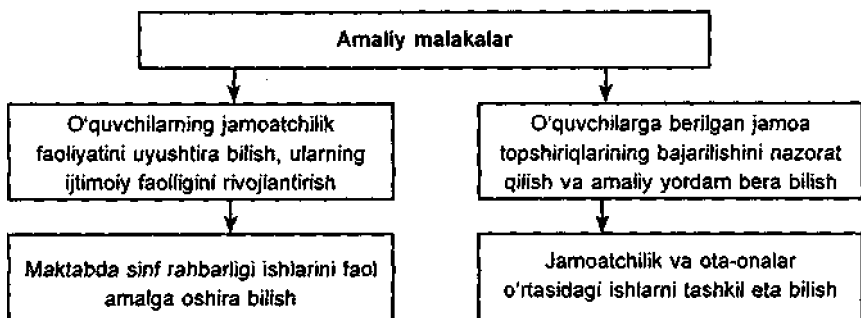 Amaliy malakalar
O'quvchilarning jamoatchilik
faoliyatini uyushtira bilish, ularning
ijtimoiy faolligini rivojlantirish
O'quvchilarga berilgan jamoa
topshiriqlarining bajarilishini nazorat
qilish va amaliy yordam bera bilish
Maktabda sinf rahbarligi ishlarini faol
amalga oshira bilish
Jamoatchilik va ota-onalar
o'rtasidagi ishlarni tashkil eta bilish